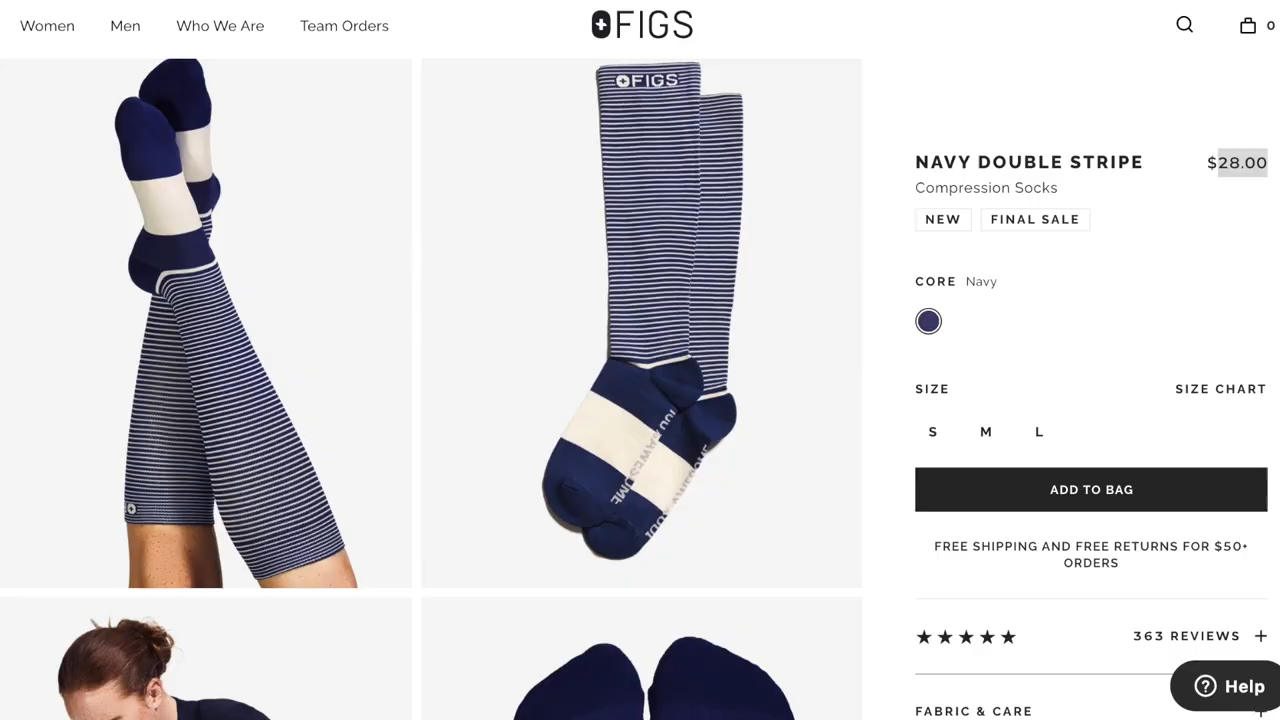 Women
Men
Who We Are
Team Orders
FIGS
0
FIGS
NAVY DOUBLE STRIPE
$28.00
Compression Socks
NEW
FINAL SALE
CORE Navy
SIZE
SIZE CHART
S
M
L
ADD TO BAG
FREE SHIPPING AND FREE RETURNS FOR $50+
ORDERS
363 REVIEWS
Help
FABRIC & CARE